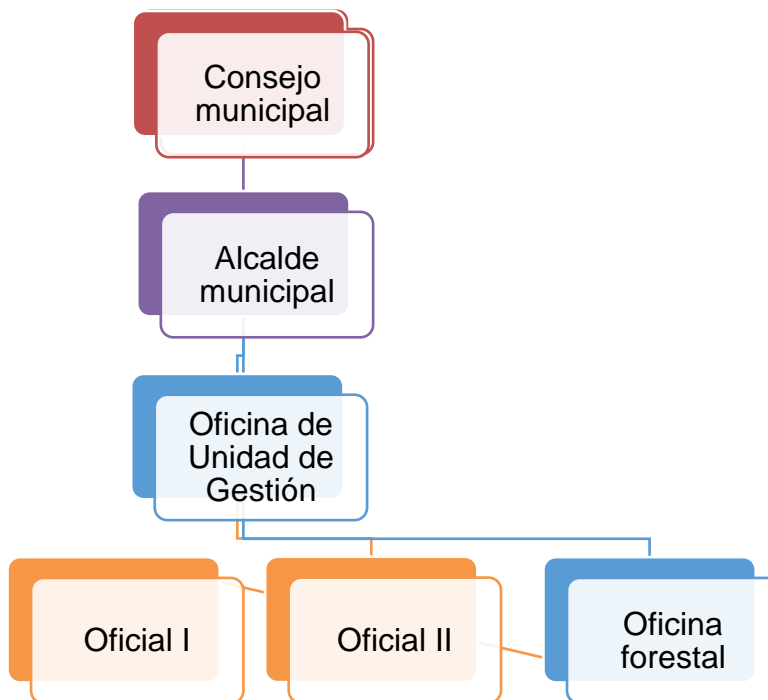 Consejo
municipal
Alcalde
municipal
Oficina de
Unidad de
Gestión
Oficial I
Oficial II
Oficina
forestal